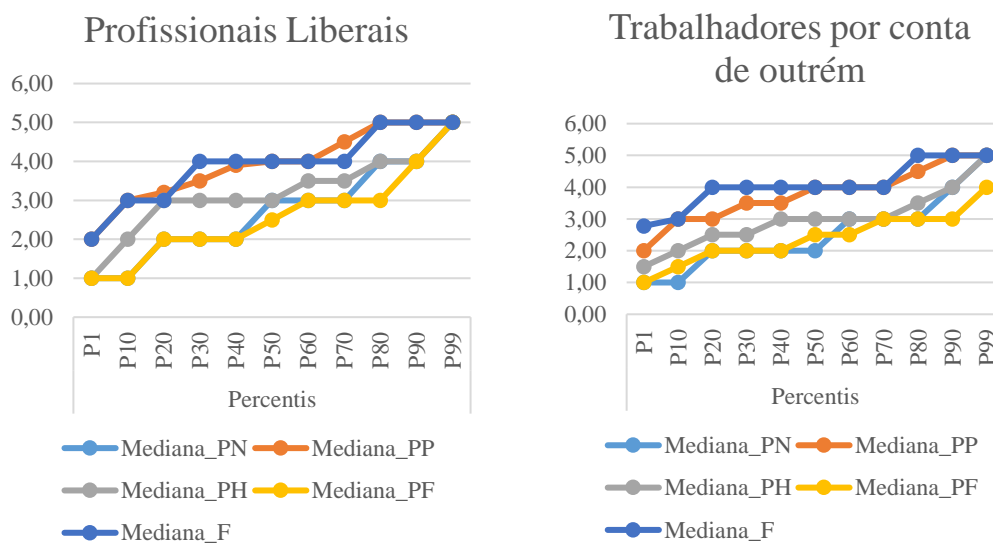 Profissionais Liberais
6,00
5,00
4,00
3,00
2,00
1,00
0,00
P1
P10
P20
P30
P40
P50
P60
P70
P80
P90
P99
Percentis
Mediana_PN
Mediana_PP
Mediana_PH
Mediana_PF
Mediana_F
Trabalhadores por conta
de outrém
6,00
5,00
4,00
3,00
2,00
1,00
0,00
P1
P10
P20
P30
P40
P50
P60
P70
P80
P90
P99
Percentis
Mediana_PN
Mediana_PP
Mediana_PH
Mediana_PF
Mediana_F